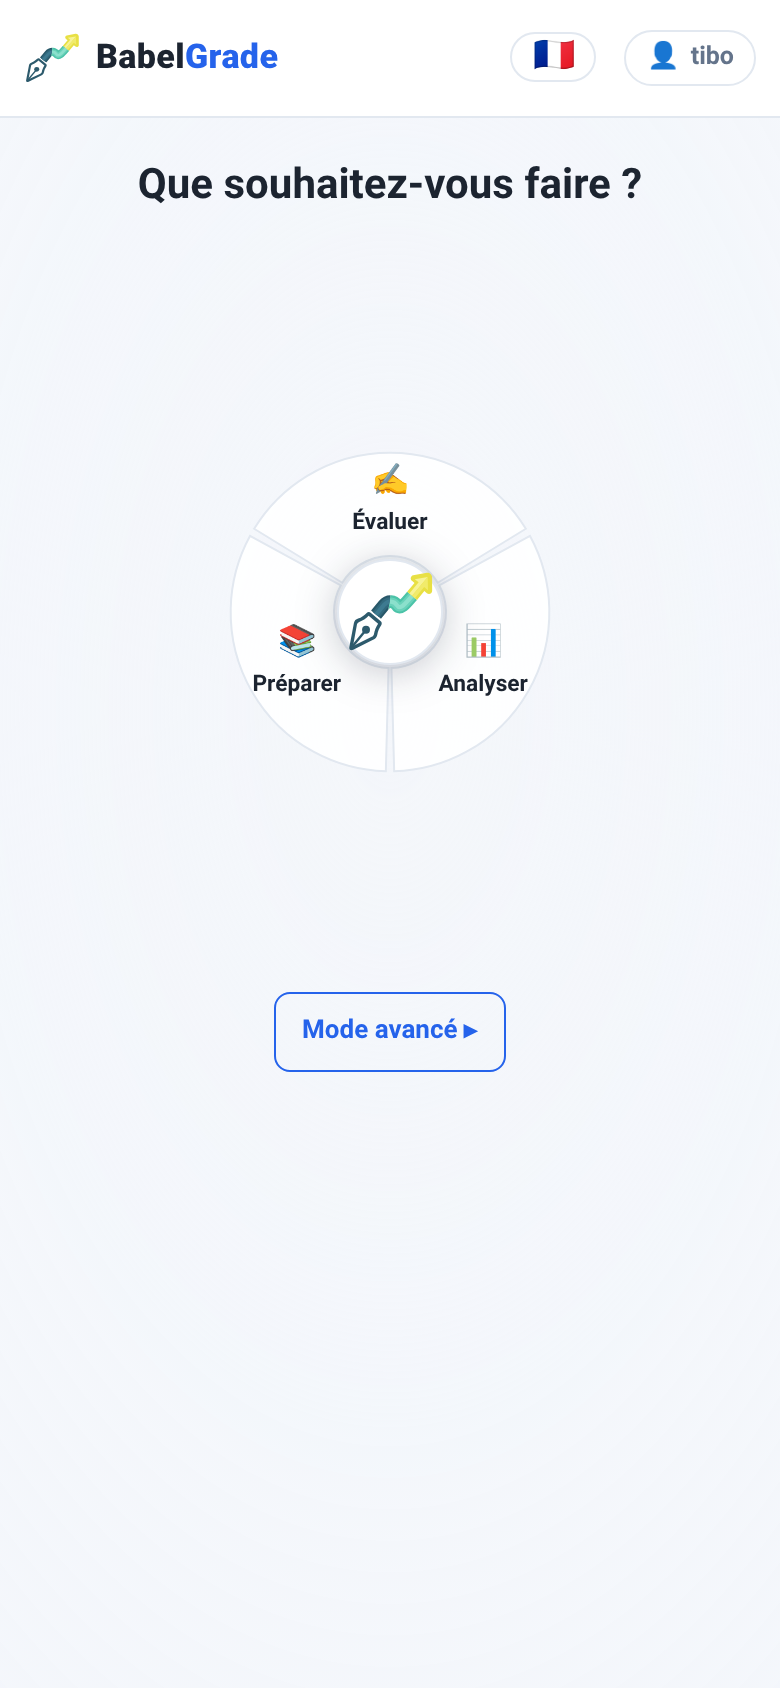 BabelGrade
tibo
Que souhaitez-vous faire ?
Évaluer
Préparer
Analyser
Mode avancé ▸